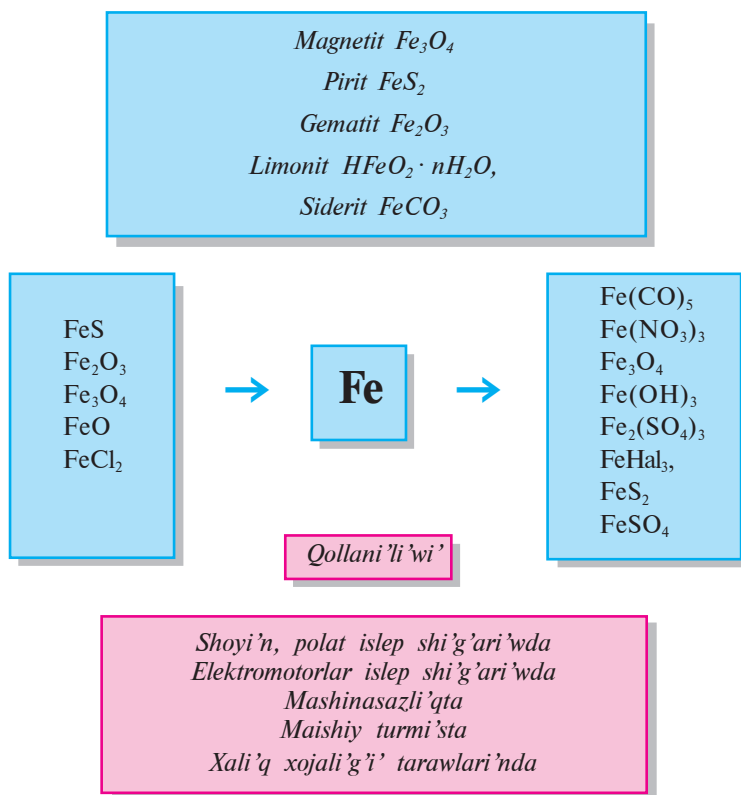 Magnetit Fe₃O₄
Pirit FeS₂
Gematit Fe₂O₃
Limonit HFeO₂ · nH₂O,
Siderit FeCO₃
FeS
Fe₂O₃
Fe₃O₄
FeO
FeCl₂
→ Fe →
Fe(CO)₅
Fe(NO₃)₃
Fe₃O₄
Fe(OH)₃
Fe₂(SO₄)₃
FeHal₃,
FeS₂
FeSO₄
Qollani’li’wi’
Shoyi’n, polat islep shi’g’ari’wda
Elektromotorlar islep shi’g’ari’wda
Mashinasazli’qta
Maishiy turmi’sta
Xali’q xojali’g’i’ tarawlari’nda